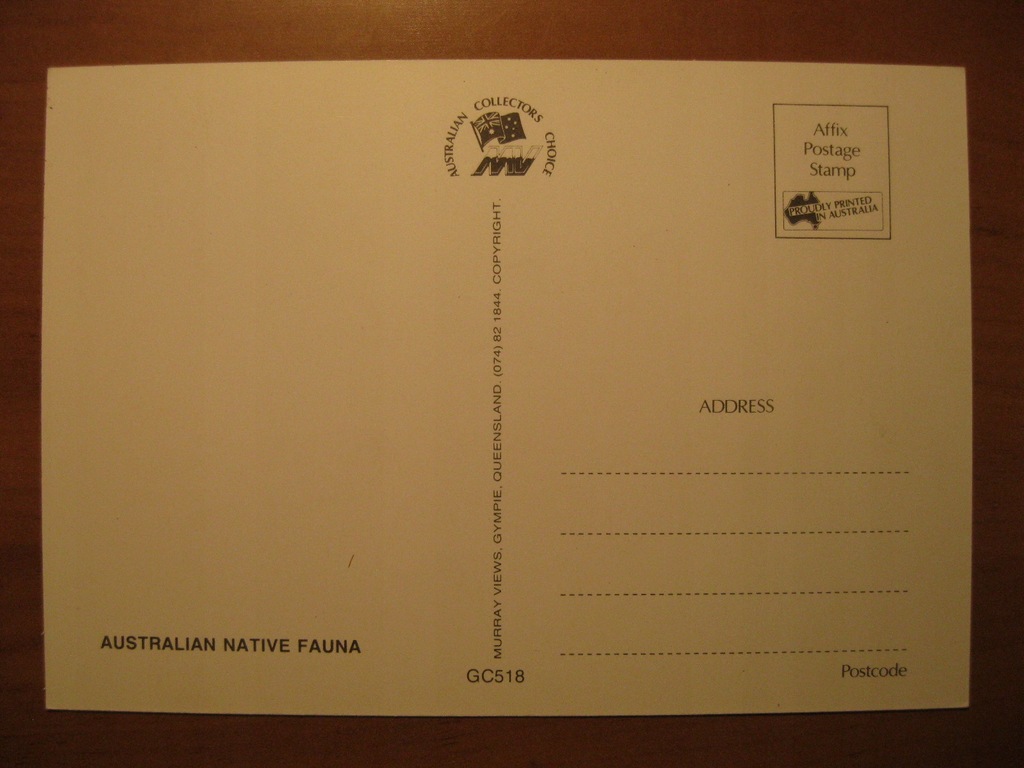 AUSTRALIAN COLLECTORS CHOICE
MV
Affix
Postage
Stamp
PROUDLY PRINTED
IN AUSTRALIA
MURRAY VIEWS, GYMPIE, QUEENSLAND. (074) 82 1844. COPYRIGHT.
ADDRESS
AUSTRALIAN NATIVE FAUNA
GC518
Postcode